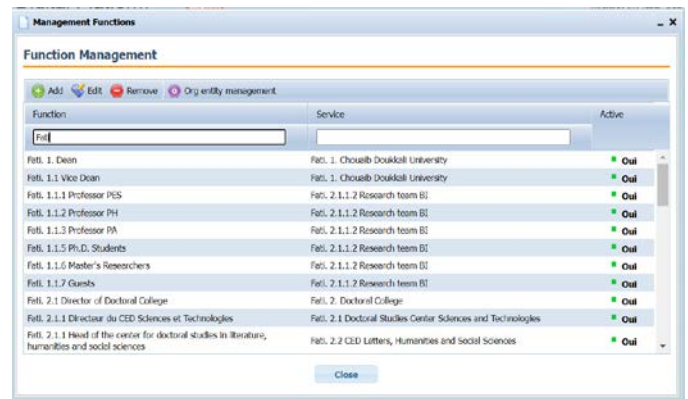 Management Functions
Function Management
Add Edit Remove Org entity management
Function Service Active
Fati
Fati. 1. Dean Fati. 1. Chouaib Doukkali University Oui
Fati. 1.1 Vice Dean Fati. 1. Chouaib Doukkali University Oui
Fati. 1.1.1 Professor PES Fati. 2.1.1.2 Research team BI Oui
Fati. 1.1.2 Professor PH Fati. 2.1.1.2 Research team BI Oui
Fati. 1.1.3 Professor PA Fati. 2.1.1.2 Research team BI Oui
Fati. 1.1.5 Ph.D. Students Fati. 2.1.1.2 Research team BI Oui
Fati. 1.1.6 Master's Researchers Fati. 2.1.1.2 Research team BI Oui
Fati. 1.1.7 Guests Fati. 2.1.1.2 Research team BI Oui
Fati. 2.1 Director of Doctoral College Fati. 2. Doctoral College Oui
Fati. 2.1.1 Directeur du CED Sciences et Technologies Fati. 2.1 Doctoral Studies Center Sciences and Technologies Oui
Fati. 2.1.1 Head of the center for doctoral studies in literature,
humanities and social sciences Fati. 2.2 CED Letters, Humanities and Social Sciences Oui
Close